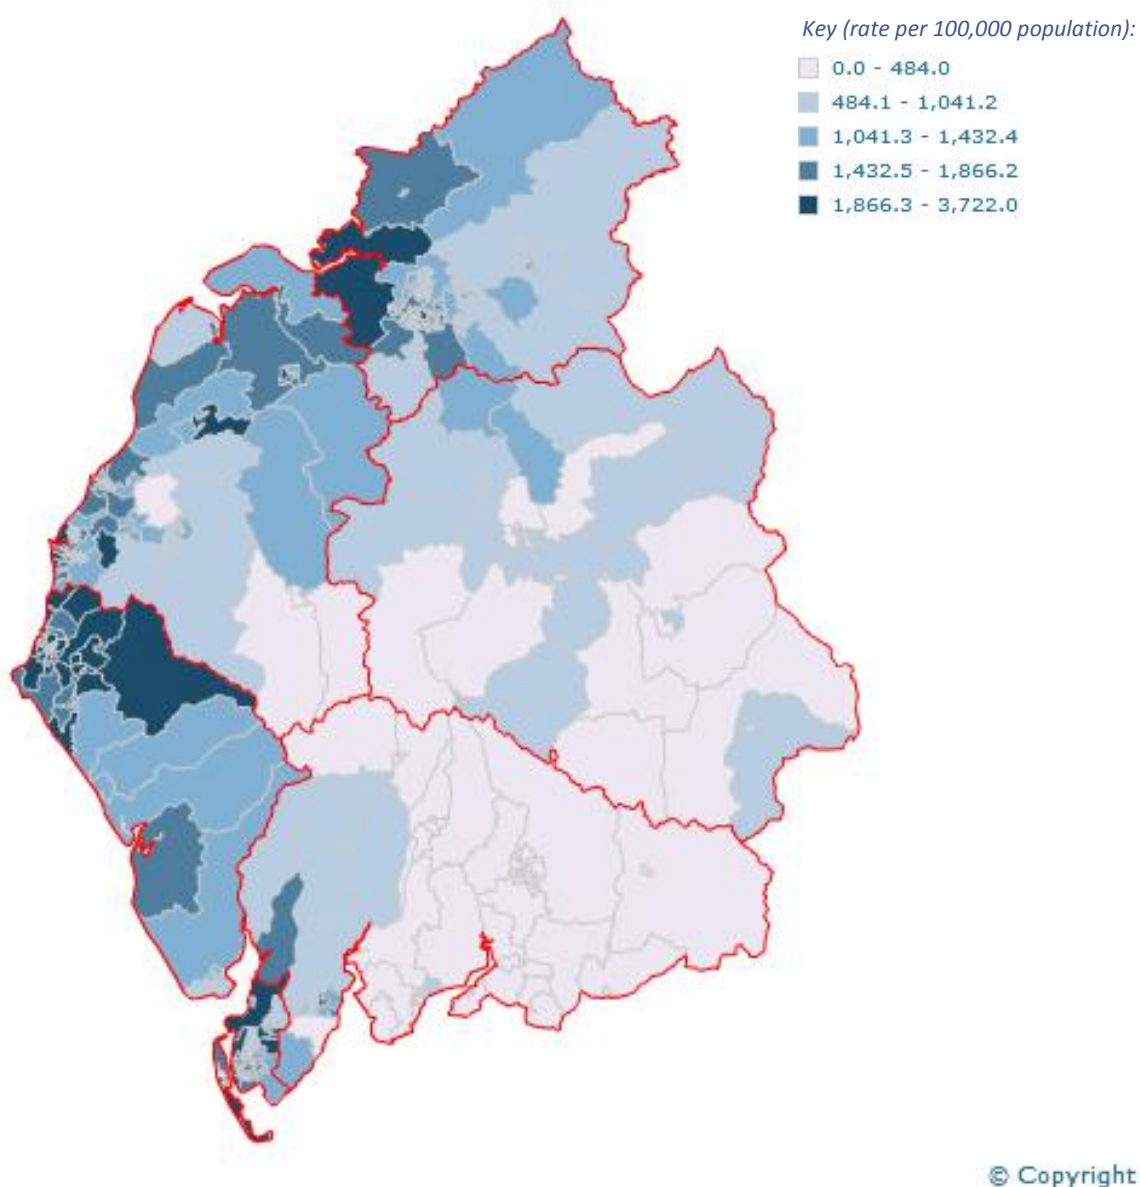 Key (rate per 100,000 population):
0.0 - 484.0
484.1 - 1,041.2
1,041.3 - 1,432.4
1,432.5 - 1,866.2
1,866.3 - 3,722.0
© Copyright